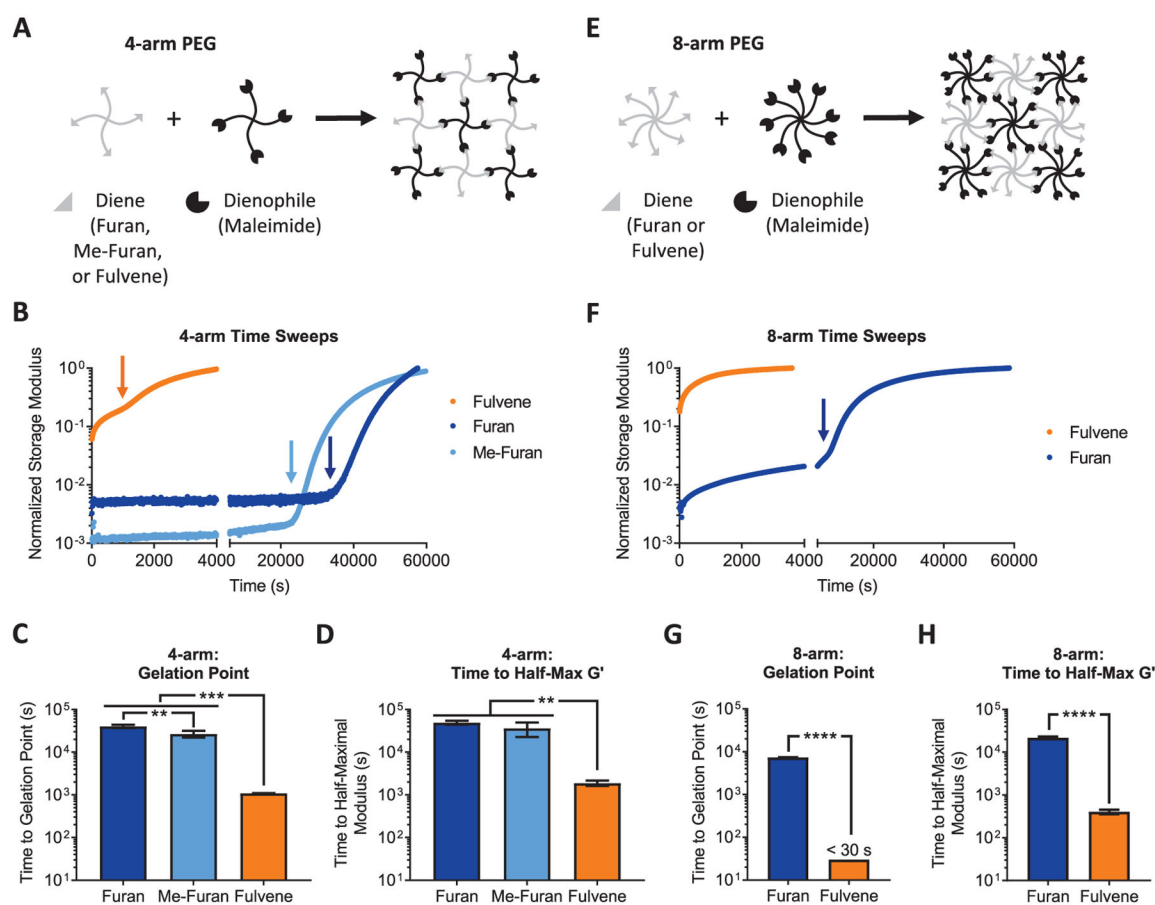 A
4-arm PEG
+
Diene
(Furan,
Me-Furan,
or Fulvene)
Dienophile
(Maleimide)
E
8-arm PEG
+
Diene
(Furan or
Fulvene)
Dienophile
(Maleimide)
B
4-arm Time Sweeps
Normalized Storage Modulus
10⁰
10⁻¹
10⁻²
10⁻³
0 2000 4000 20000 40000 60000
Time (s)
Fulvene
Furan
Me-Furan
F
8-arm Time Sweeps
Normalized Storage Modulus
10⁰
10⁻¹
10⁻²
10⁻³
0 2000 4000 20000 40000 60000
Time (s)
Fulvene
Furan
C
4-arm:
Gelation Point
Time to Gelation Point (s)
10⁵
10⁴
10³
10²
10¹
***
**
Furan Me-Furan Fulvene
D
4-arm:
Time to Half-Max G'
Time to Half-Maximal
Modulus (s)
10⁵
10⁴
10³
10²
10¹
**
Furan Me-Furan Fulvene
G
8-arm:
Gelation Point
Time to Gelation Point (s)
10⁵
10⁴
10³
10²
10¹
****
< 30 s
Furan Fulvene
H
8-arm:
Time to Half-Max G'
Time to Half-Maximal
Modulus (s)
10⁵
10⁴
10³
10²
10¹
****
Furan Fulvene